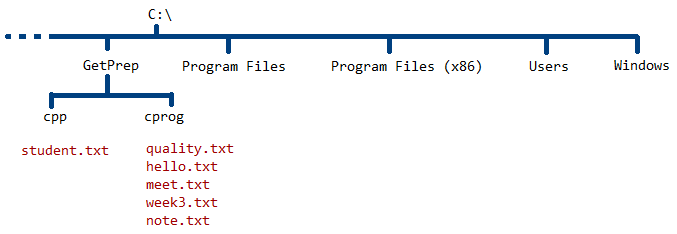 C:\
GetPrep
Program Files
Program Files (x86)
Users
Windows
cpp
cprog
student.txt
quality.txt
hello.txt
meet.txt
week3.txt
note.txt